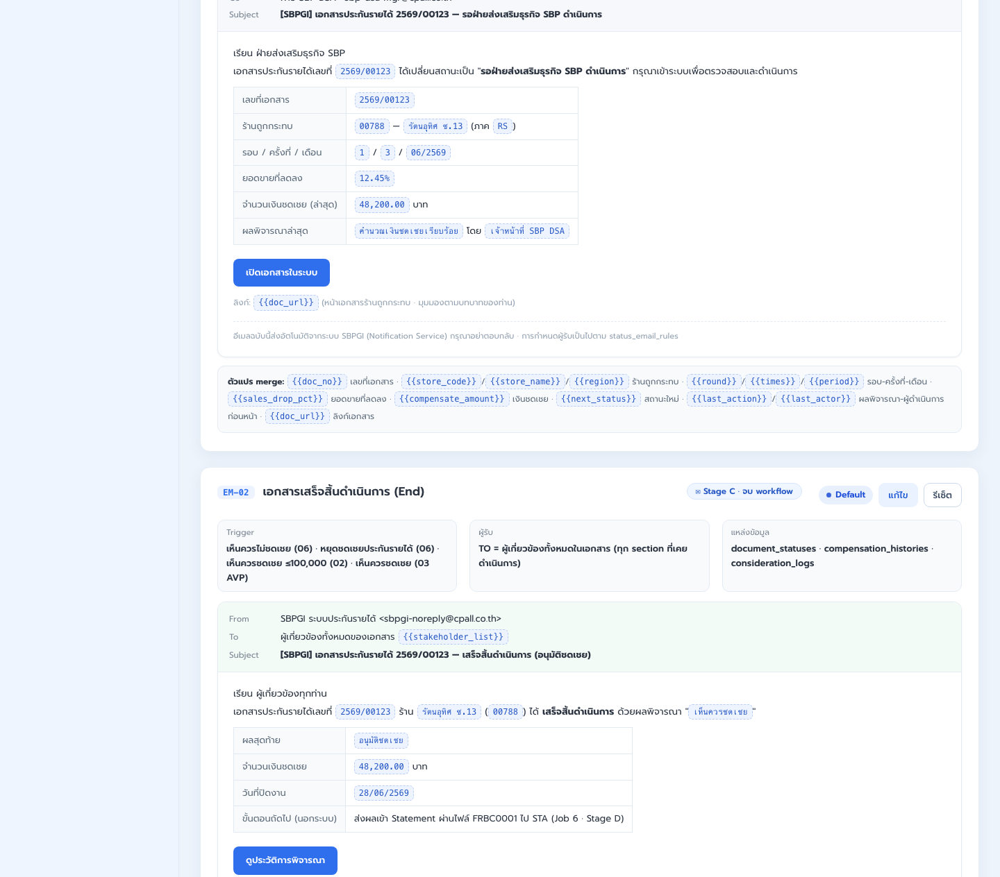 Subject [SBPGI] เอกสารประกันรายได้ 2569/00123 — รอฝ่ายส่งเสริมธุรกิจ SBP ดำเนินการ
เรียน ฝ่ายส่งเสริมธุรกิจ SBP
เอกสารประกันรายได้เลขที่ 2569/00123 ได้เปลี่ยนสถานะเป็น "รอฝ่ายส่งเสริมธุรกิจ SBP ดำเนินการ" กรุณาเข้าระบบเพื่อตรวจสอบและดำเนินการ
เลขที่เอกสาร 2569/00123
ร้านถูกกระทบ 00788 — รัตนอุทิศ ซ.13 (ภาค RS)
รอบ / ครั้งที่ / เดือน 1 / 3 / 06/2569
ยอดขายที่ลดลง 12.45%
จำนวนเงินชดเชย (ล่าสุด) 48,200.00 บาท
ผลพิจารณาล่าสุด คำนวณเงินชดเชยเรียบร้อย โดย เจ้าหน้าที่ SBP DSA
เปิดเอกสารในระบบ
ลิงก์: {{doc_url}} (หน้าเอกสารร้านถูกกระทบ · มุมมองตามบทบาทของท่าน)
อีเมลฉบับนี้ส่งอัตโนมัติจากระบบ SBPGI (Notification Service) กรุณาอย่าตอบกลับ · การกำหนดผู้รับเป็นไปตาม status_email_rules
ตัวแปร merge: {{doc_no}} เลขที่เอกสาร · {{store_code}}/{{store_name}}/{{region}} ร้านถูกกระทบ · {{round}}/{{times}}/{{period}} รอบ-ครั้งที่-เดือน ·
{{sales_drop_pct}} ยอดขายที่ลดลง · {{compensate_amount}} เงินชดเชย · {{next_status}} สถานะใหม่ · {{last_action}}/{{last_actor}} ผลพิจารณา-ผู้ดำเนินการ
ก่อนหน้า · {{doc_url}} ลิงก์เอกสาร
EM-02 เอกสารเสร็จสิ้นดำเนินการ (End) ✉ Stage C · จบ workflow Default แก้ไข รีเซ็ต
Trigger
เห็นควรไม่ชดเชย (06) · หยุดชดเชยประกันรายได้ (06) ·
เห็นควรชดเชย ≤100,000 (02) · เห็นควรชดเชย (03
AVP)
ผู้รับ
TO = ผู้เกี่ยวข้องทั้งหมดในเอกสาร (ทุก section ที่เคย
ดำเนินการ)
แหล่งข้อมูล
document_statuses · compensation_histories ·
consideration_logs
From SBPGI ระบบประกันรายได้ <sbpgi-noreply@cpall.co.th>
To ผู้เกี่ยวข้องทั้งหมดของเอกสาร {{stakeholder_list}}
Subject [SBPGI] เอกสารประกันรายได้ 2569/00123 — เสร็จสิ้นดำเนินการ (อนุมัติชดเชย)
เรียน ผู้เกี่ยวข้องทุกท่าน
เอกสารประกันรายได้เลขที่ 2569/00123 ร้าน รัตนอุทิศ ซ.13 (00788) ได้ เสร็จสิ้นดำเนินการ ด้วยผลพิจารณา "เห็นควรชดเชย"
ผลสุดท้าย อนุมัติชดเชย
จำนวนเงินชดเชย 48,200.00 บาท
วันที่ปิดงาน 28/06/2569
ขั้นตอนถัดไป (นอกระบบ) ส่งผลเข้า Statement ผ่านไฟล์ FRBC0001 ไป STA (Job 6 · Stage D)
ดูประวัติการพิจารณา